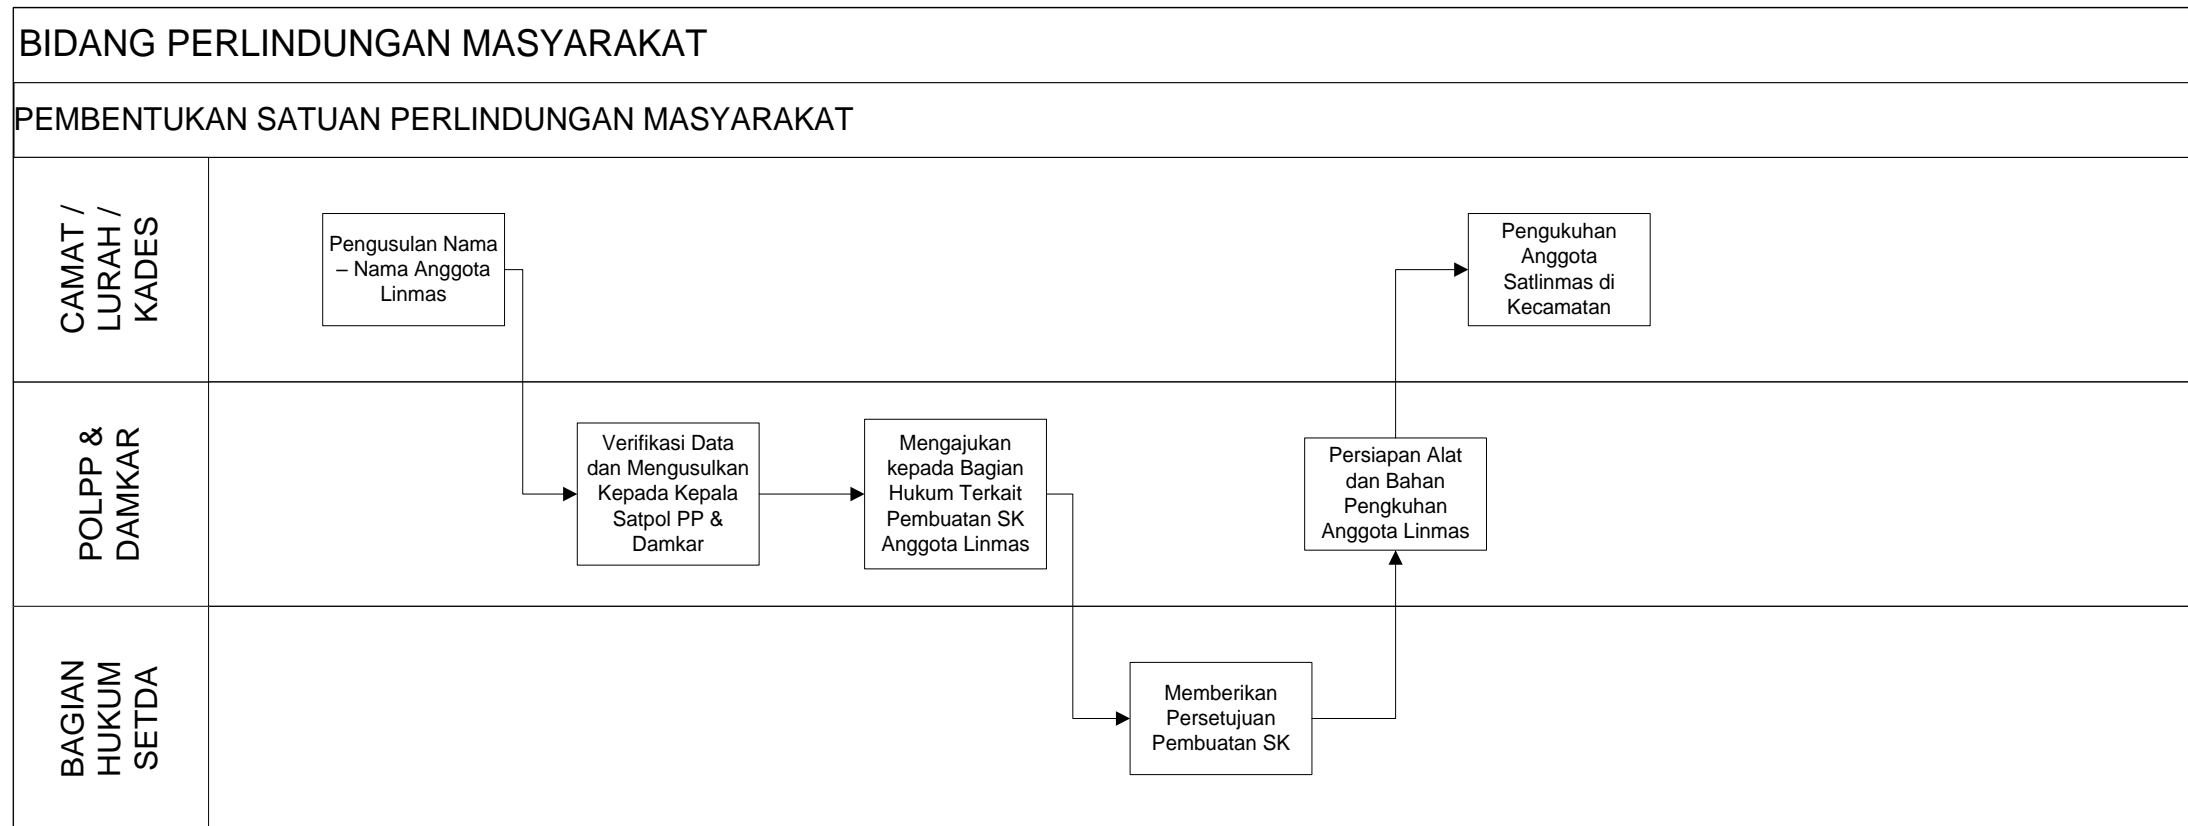 BIDANG PERLINDUNGAN MASYARAKAT
PEMBENTUKAN SATUAN PERLINDUNGAN MASYARAKAT
CAMAT /
LURAH /
KADES
Pengusulan Nama
– Nama Anggota
Linmas
Pengukuhan
Anggota
Satlinmas di
Kecamatan
POLPP &
DAMKAR
Verifikasi Data
dan Mengusulkan
Kepada Kepala
Satpol PP &
Damkar
Mengajukan
kepada Bagian
Hukum Terkait
Pembuatan SK
Anggota Linmas
Persiapan Alat
dan Bahan
Pengkuhan
Anggota Linmas
BAGIAN
HUKUM
SETDA
Memberikan
Persetujuan
Pembuatan SK